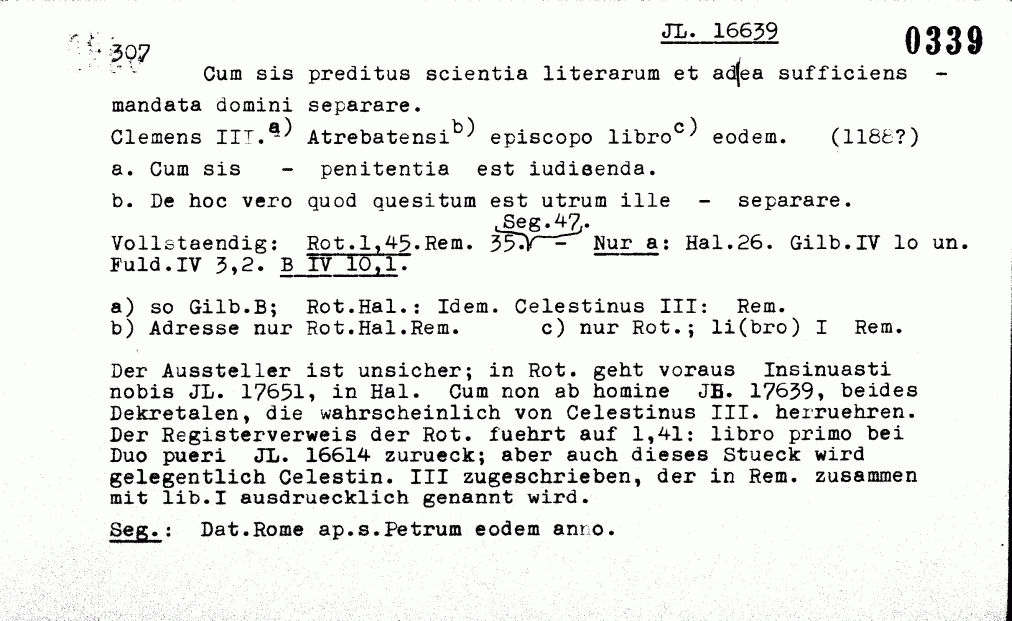 JL. 16639
0339
307
Cum sis preditus scientia literarum et ad|ea sufficiens -
mandata domini separare.
Clemens III.a) Atrebatensi b) episcopo libro c) eodem. (1188?)
a. Cum sis - penitentia est iudisenda.
b. De hoc vero quod quesitum est utrum ille - separare.
Seg.47.
Vollstaendig: Rot.1,45.Rem. 35. - Nur a: Hal.26. Gilb.IV lo un.
Fuld.IV 3,2. B IV 10,1.
a) so Gilb.B; Rot.Hal.: Idem. Celestinus III: Rem.
b) Adresse nur Rot.Hal.Rem. c) nur Rot.; li(bro) I Rem.
Der Aussteller ist unsicher; in Rot. geht voraus Insinuasti
nobis JL. 17651, in Hal. Cum non ab homine JL. 17639, beides
Dekretalen, die wahrscheinlich von Celestinus III. herruehren.
Der Registerverweis der Rot. fuehrt auf 1,41: libro primo bei
Duo pueri JL. 16614 zurueck; aber auch dieses Stueck wird
gelegentlich Celestin. III zugeschrieben, der in Rem. zusammen
mit lib.I ausdruecklich genannt wird.
Seg.: Dat.Rome ap.s.Petrum eodem anno.